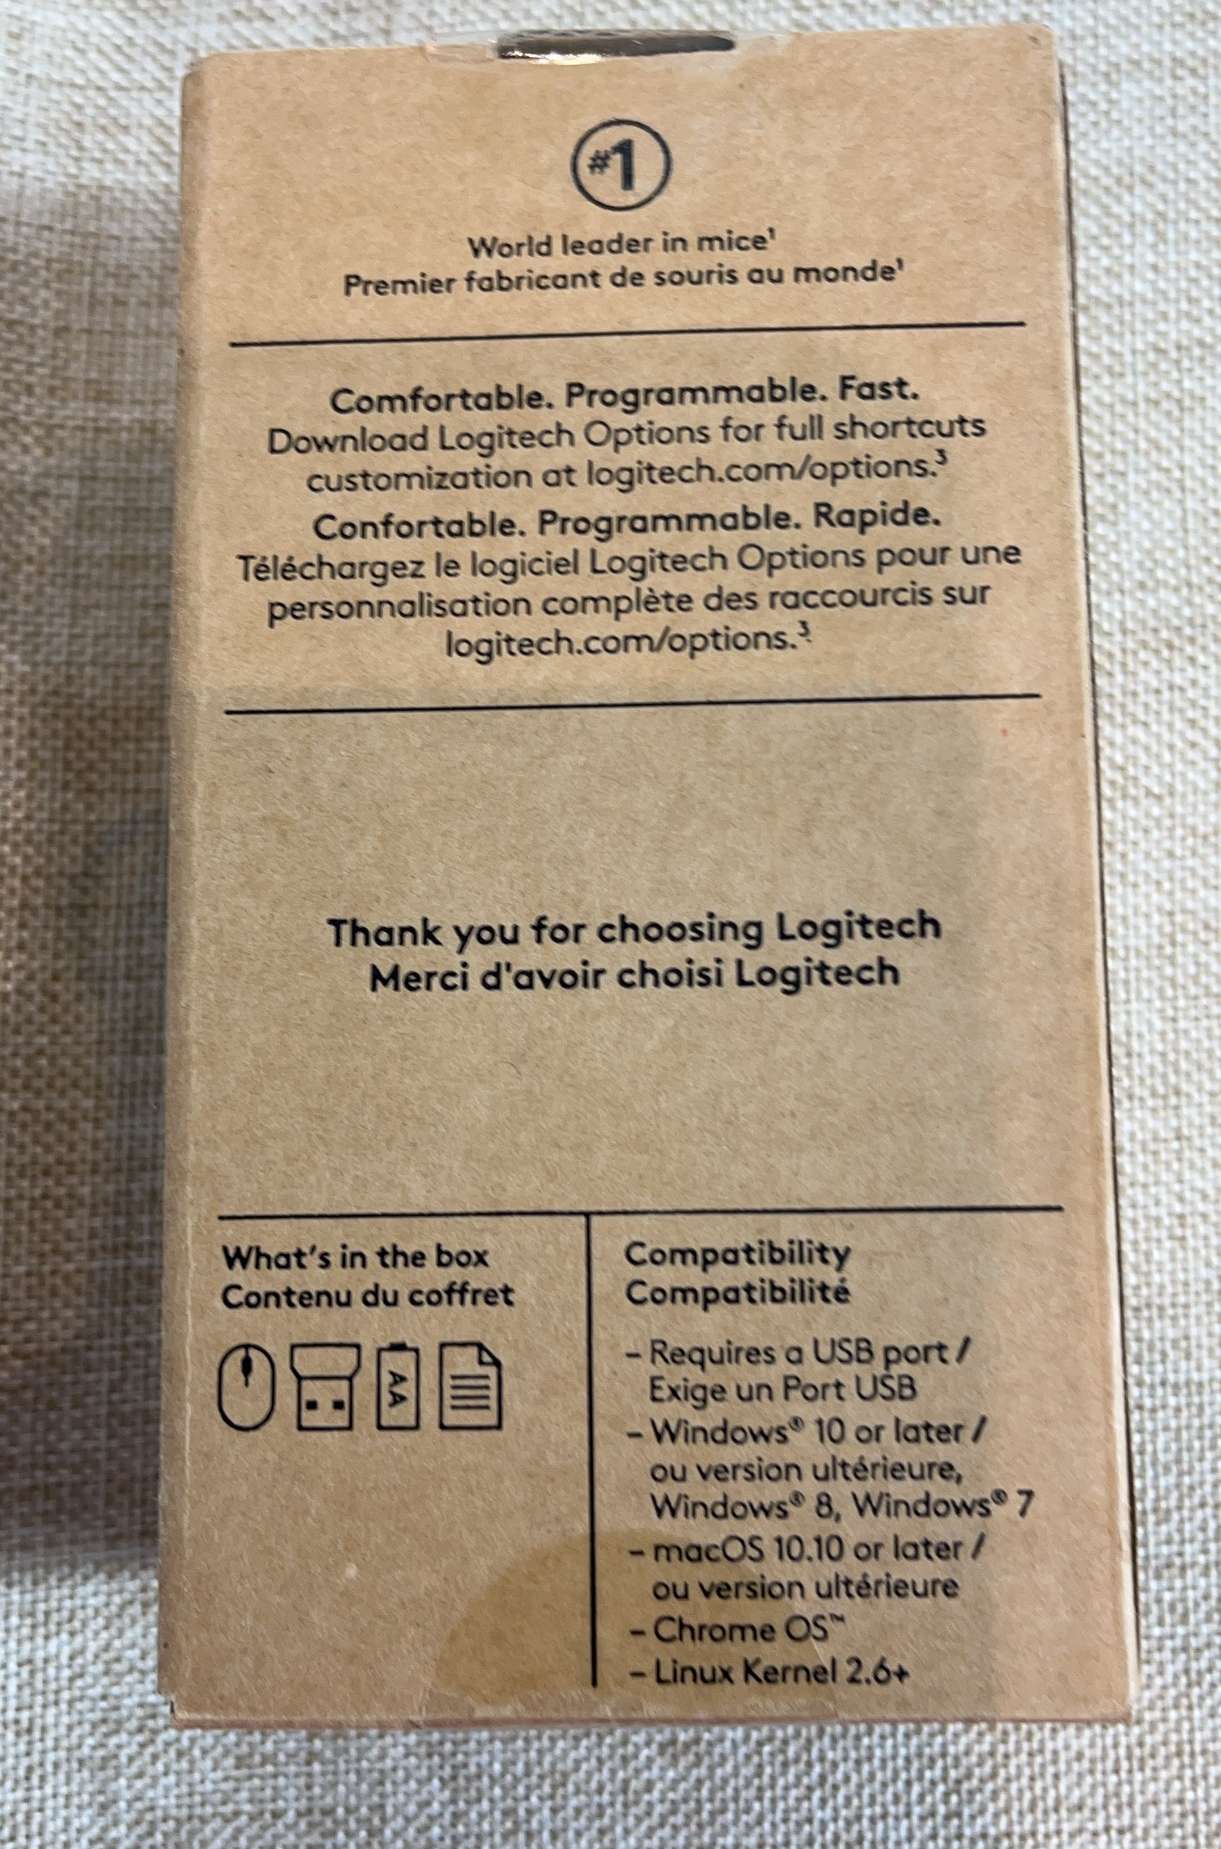 #1
World leader in mice¹
Premier fabricant de souris au monde¹
Comfortable. Programmable. Fast.
Download Logitech Options for full shortcuts
customization at logitech.com/options.³
Confortable. Programmable. Rapide.
Téléchargez le logiciel Logitech Options pour une
personnalisation complète des raccourcis sur
logitech.com/options.³
Thank you for choosing Logitech
Merci d'avoir choisi Logitech
What's in the box
Contenu du coffret
AA
Compatibility
Compatibilité
– Requires a USB port /
Exige un Port USB
– Windows® 10 or later /
ou version ultérieure,
Windows® 8, Windows® 7
– macOS 10.10 or later /
ou version ultérieure
– Chrome OS™
– Linux Kernel 2.6+